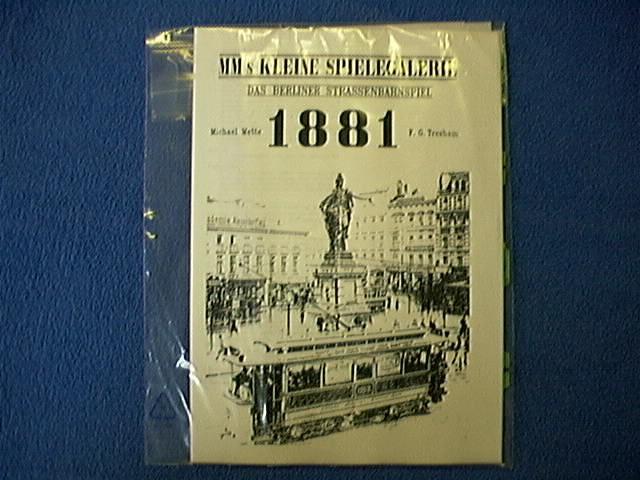 MM's KLEINE SPIELEGALERIE
DAS BERLINER STRASSENBAHNSPIEL
Michael Mette 1881 F. G. Tresham